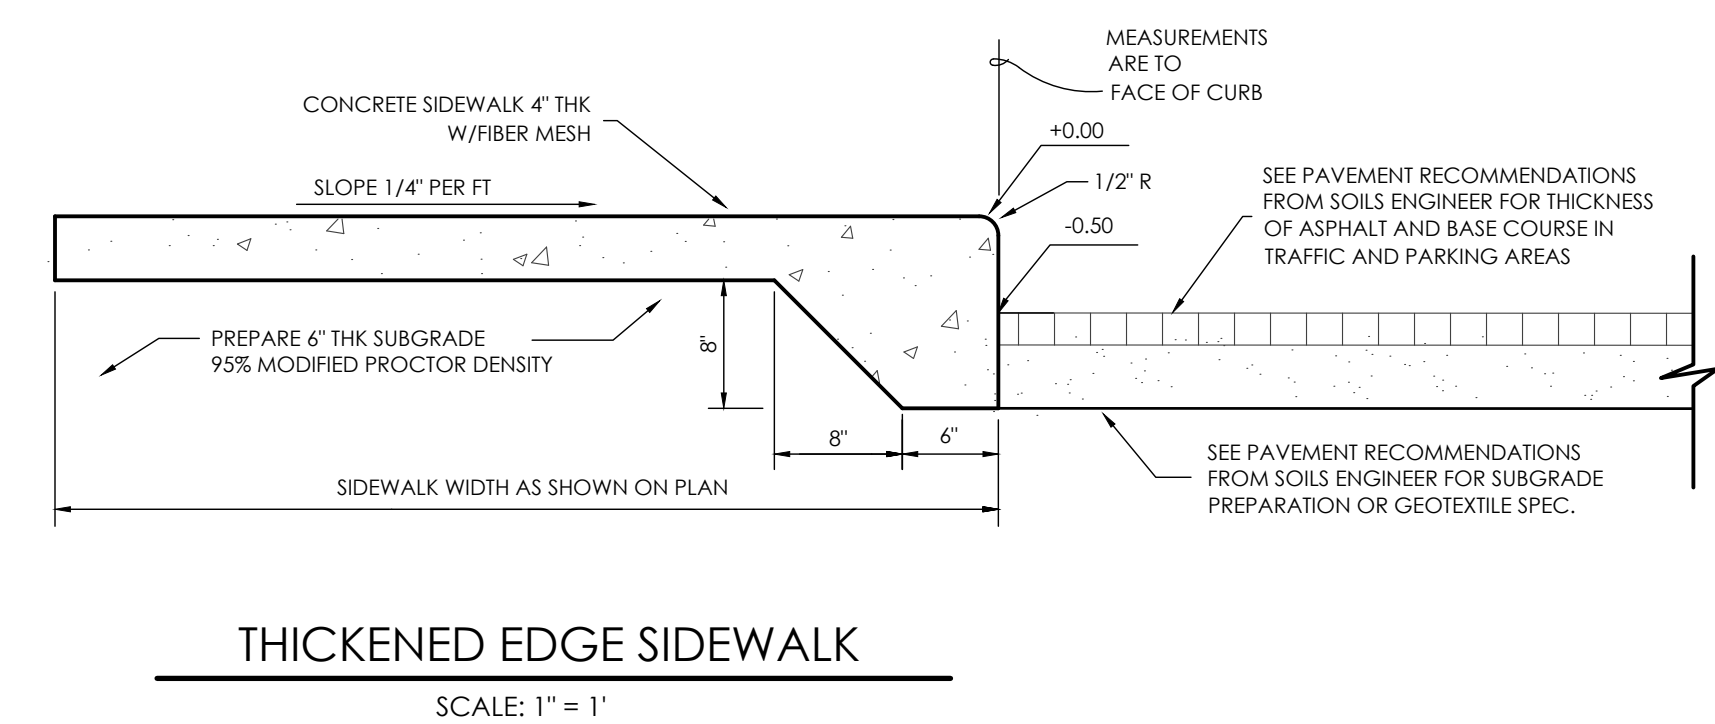 MEASUREMENTS
ARE TO
FACE OF CURB
CONCRETE SIDEWALK 4" THK
W/FIBER MESH
+0.00
SLOPE 1/4" PER FT
1/2" R
-0.50
SEE PAVEMENT RECOMMENDATIONS
FROM SOILS ENGINEER FOR THICKNESS
OF ASPHALT AND BASE COURSE IN
TRAFFIC AND PARKING AREAS
PREPARE 6" THK SUBGRADE
95% MODIFIED PROCTOR DENSITY
8"
8"
6"
SIDEWALK WIDTH AS SHOWN ON PLAN
SEE PAVEMENT RECOMMENDATIONS
FROM SOILS ENGINEER FOR SUBGRADE
PREPARATION OR GEOTEXTILE SPEC.
THICKENED EDGE SIDEWALK
SCALE: 1" = 1'